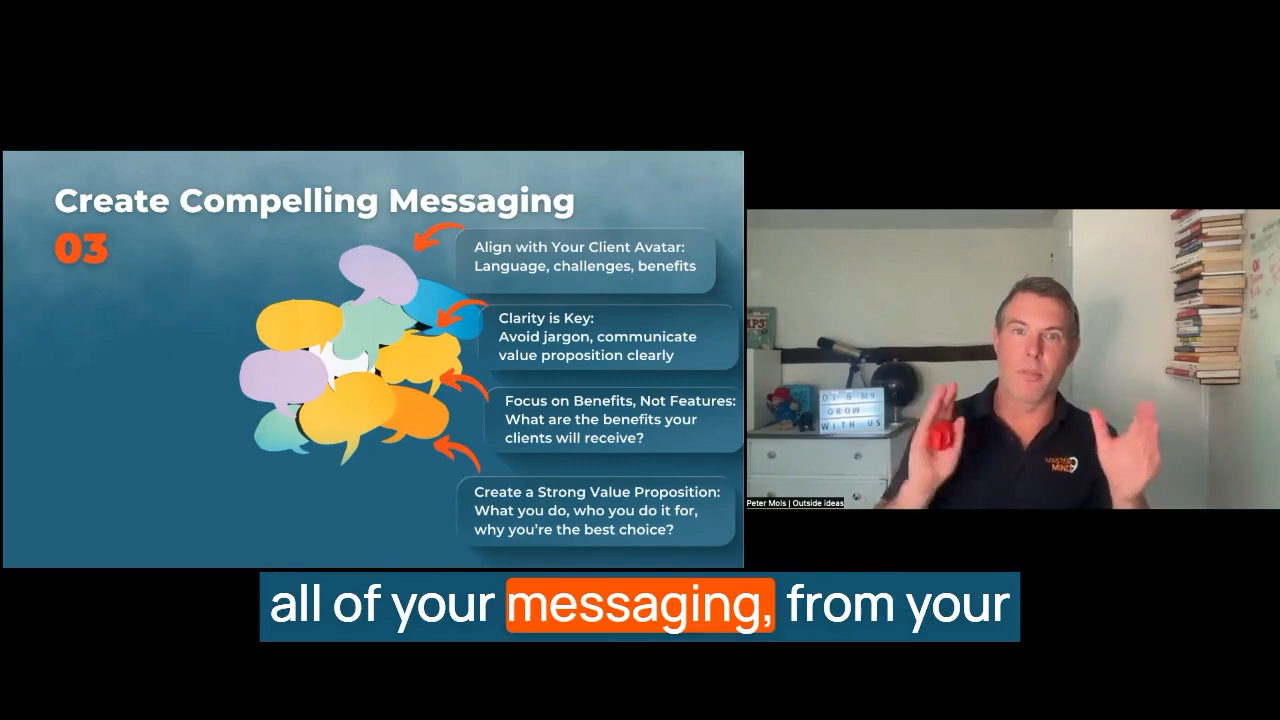 Create Compelling Messaging
03
Align with Your Client Avatar:
Language, challenges, benefits
Clarity is Key:
Avoid jargon, communicate
value proposition clearly
Focus on Benefits, Not Features:
What are the benefits your
clients will receive?
Create a Strong Value Proposition:
What you do, who you do it for,
why you're the best choice?
GROW
WITH US
MASTER
MIND
Peter Mols | Outside ideas
all of your messaging, from your